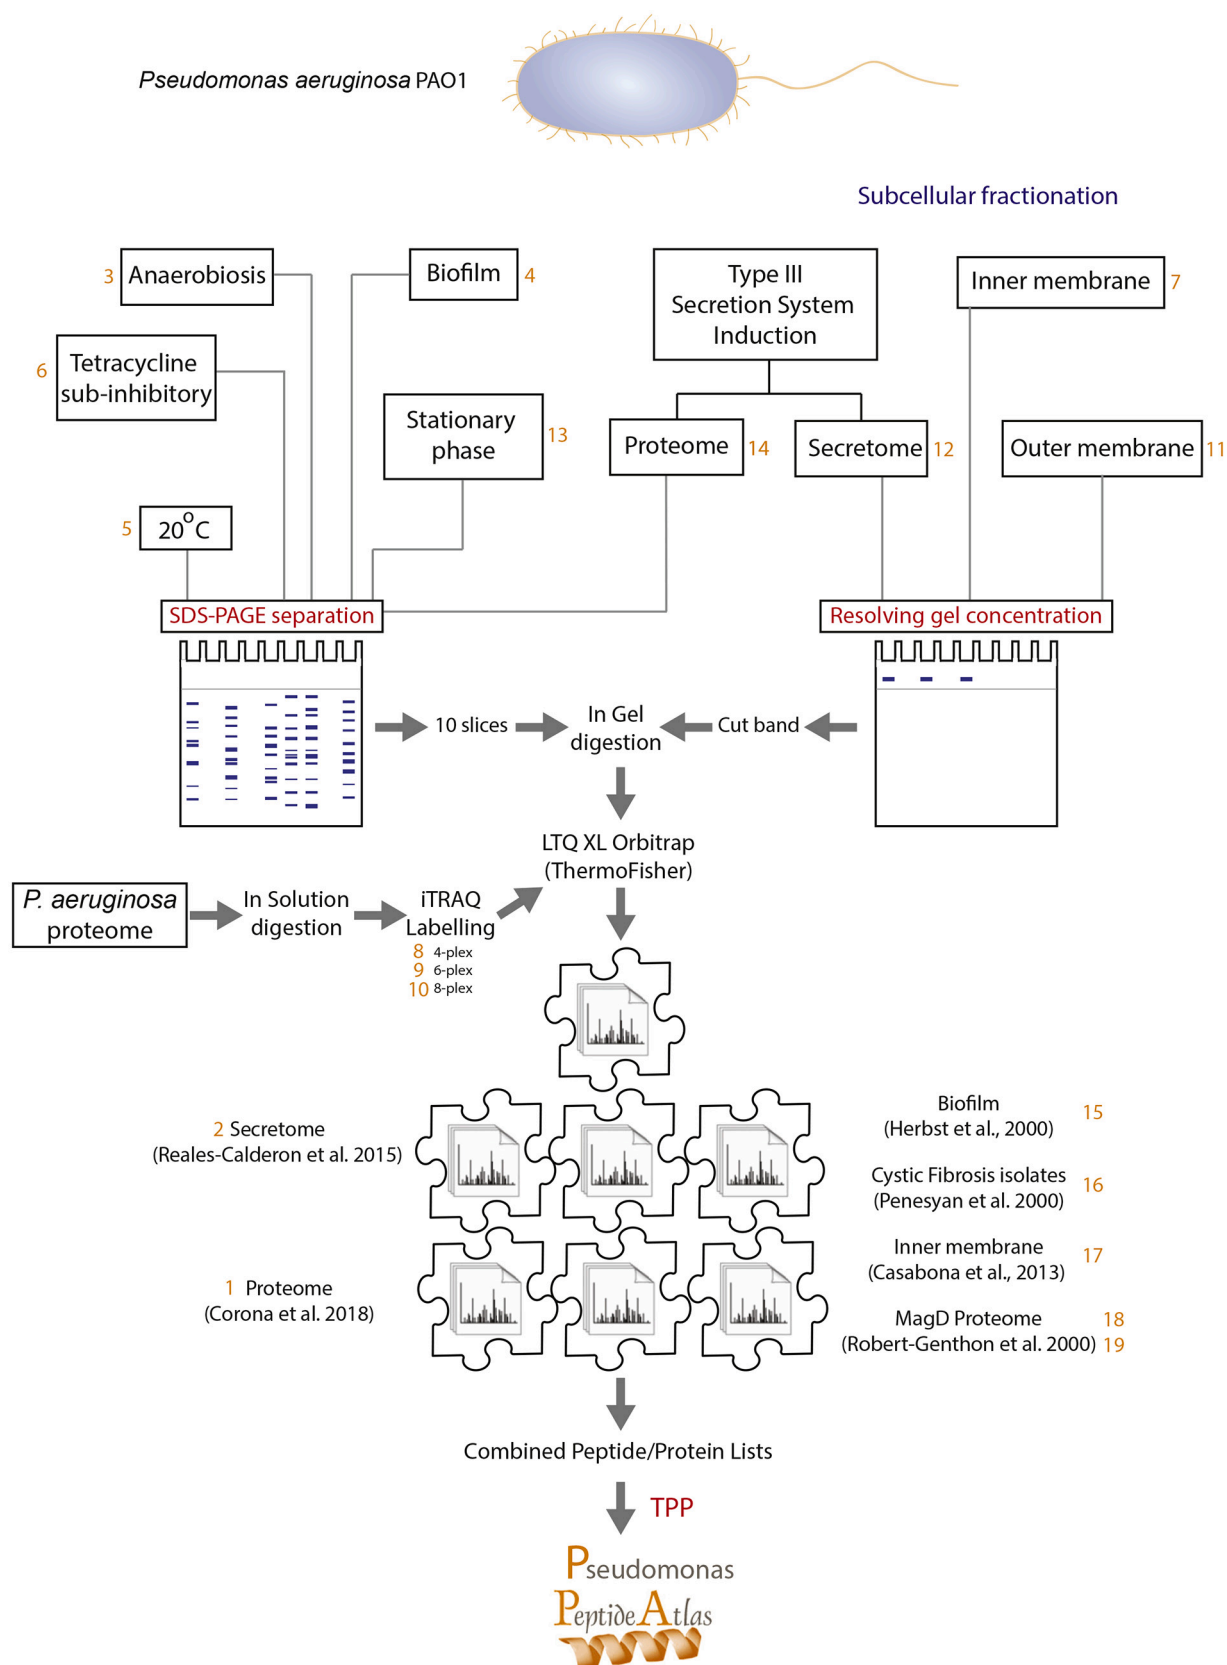 Pseudomonas aeruginosa PAO1
Subcellular fractionation
3 Anaerobiosis
Biofilm 4
Type III
Secretion System
Induction
Inner membrane 7
6 Tetracycline
sub-inhibitory
Stationary
phase 13
Proteome 14
Secretome 12
Outer membrane 11
5 20°C
SDS-PAGE separation
Resolving gel concentration
10 slices
In Gel
digestion
Cut band
LTQ XL Orbitrap
(ThermoFisher)
P. aeruginosa
proteome
In Solution
digestion
iTRAQ
Labelling
8 4-plex
9 6-plex
10 8-plex
2 Secretome
(Reales-Calderon et al. 2015)
1 Proteome
(Corona et al. 2018)
Biofilm 15
(Herbst et al., 2000)
Cystic Fibrosis isolates 16
(Penesyan et al. 2000)
Inner membrane 17
(Casabona et al., 2013)
MagD Proteome 18
(Robert-Genthon et al. 2000) 19
Combined Peptide/Protein Lists
TPP
Pseudomonas
PeptideAtlas